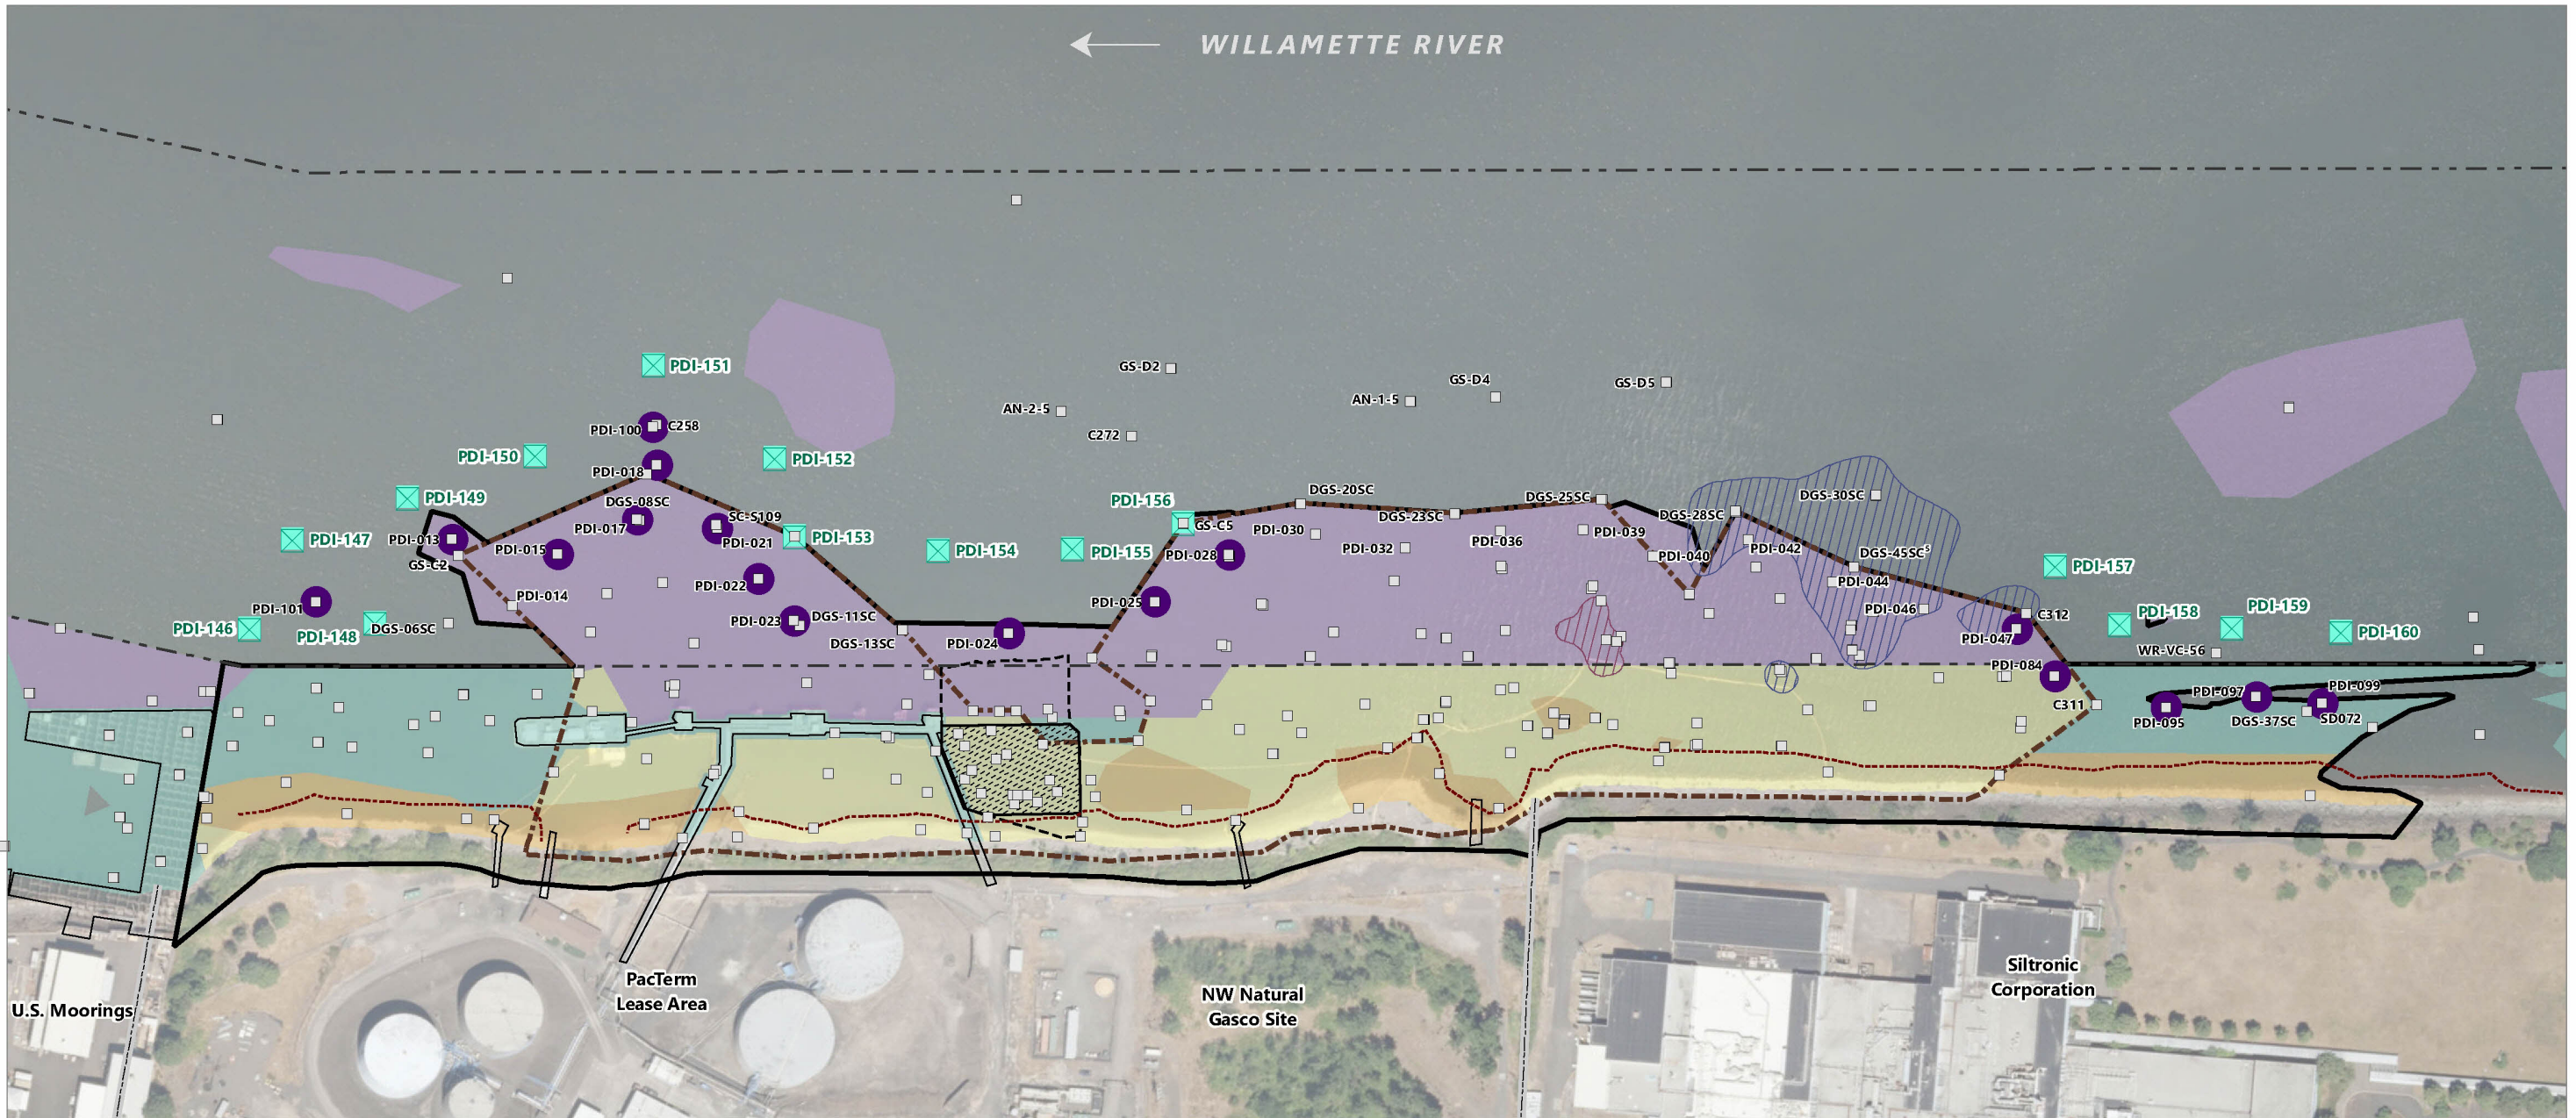 WILLAMETTE RIVER
PDI-151
GS-D2
GS-D4
GS-D5
AN-2-5
AN-1-5
PDI-100
C258
C272
PDI-150
PDI-152
PDI-018
PDI-149
DGS-08SC
PDI-156
DGS-20SC
DGS-25SC
DGS-30SC
SC-S109
DGS-23SC
DGS-28SC
PDI-017
GS-C5
PDI-030
PDI-039
PDI-147
PDI-013
PDI-021
PDI-153
PDI-036
PDI-015
PDI-154
PDI-155
PDI-028
PDI-032
PDI-040
PDI-042
DGS-45SC⁵
GS-C2
PDI-157
PDI-022
PDI-044
PDI-014
PDI-101
PDI-025
PDI-046
C312
PDI-158
PDI-159
PDI-023
DGS-11SC
PDI-146
PDI-148
DGS-06SC
DGS-13SC
PDI-024
PDI-047
PDI-160
WR-VC-56
PDI-084
PDI-097
PDI-099
C311
PDI-095
DGS-37SC
SD072
U.S. Moorings
PacTerm
Lease Area
NW Natural
Gasco Site
Siltronic
Corporation